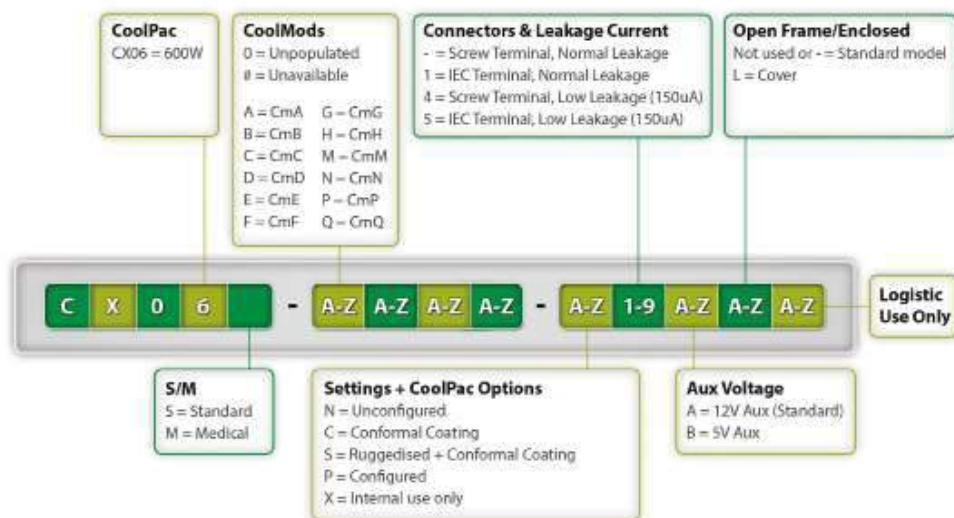 CoolPac
CX06 = 600W
CoolMods
0 = Unpopulated
# = Unavailable
A = CmA G = CmG
B = CmB H = CmH
C = CmC M = CmM
D = CmD N = CmN
E = CmE P = CmP
F = CmF Q = CmQ
Connectors & Leakage Current
- = Screw Terminal, Normal Leakage
1 = IEC Terminal, Normal Leakage
4 = Screw Terminal, Low Leakage (150uA)
5 = IEC Terminal, Low Leakage (150uA)
Open Frame/Enclosed
Not used or - = Standard model
L = Cover
C X 0 6 - A-Z A-Z A-Z A-Z - A-Z 1-9 A-Z A-Z A-Z
Logistic
Use Only
S/M
S = Standard
M = Medical
Settings + CoolPac Options
N = Unconfigured
C = Conformal Coating
S = Ruggedised + Conformal Coating
P = Configured
X = Internal use only
Aux Voltage
A = 12V Aux (Standard)
B = 5V Aux